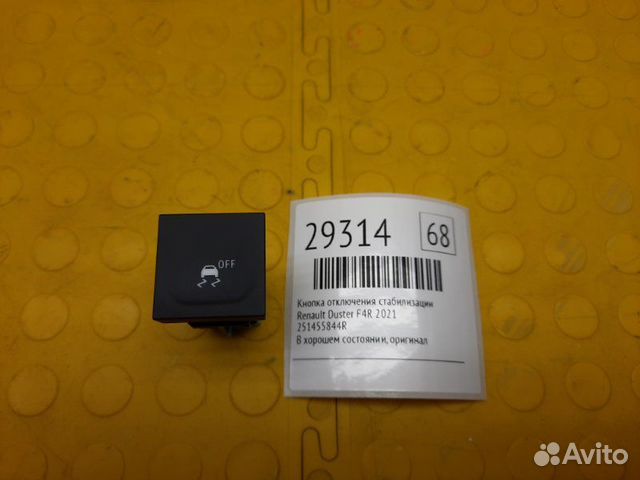 29314 68
OFF
Кнопка отключения стабилизации
Renault Duster F4R 2021
251455844R
В хорошем состоянии, оригинал
Avito